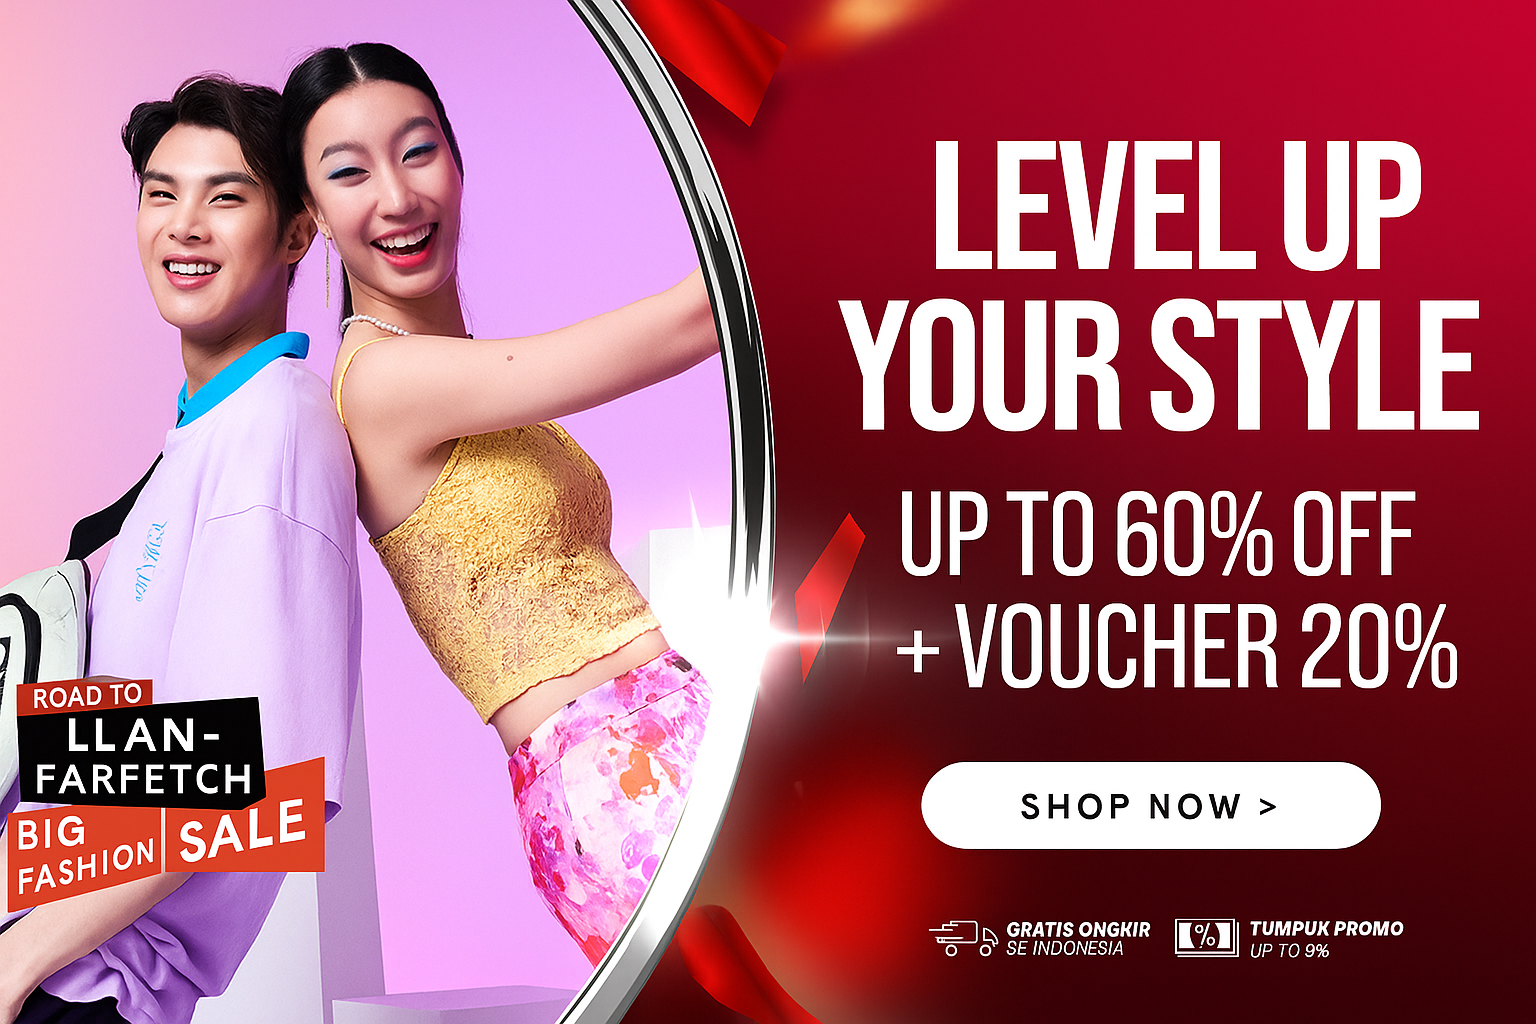 LEVEL UP
YOUR STYLE
UP TO 60% OFF
+ VOUCHER 20%
SHOP NOW >
GRATIS ONGKIR
SE INDONESIA
TUMPUK PROMO
UP TO 9%
%
ROAD TO
LLAN-
FARFETCH
BIG
FASHION
SALE